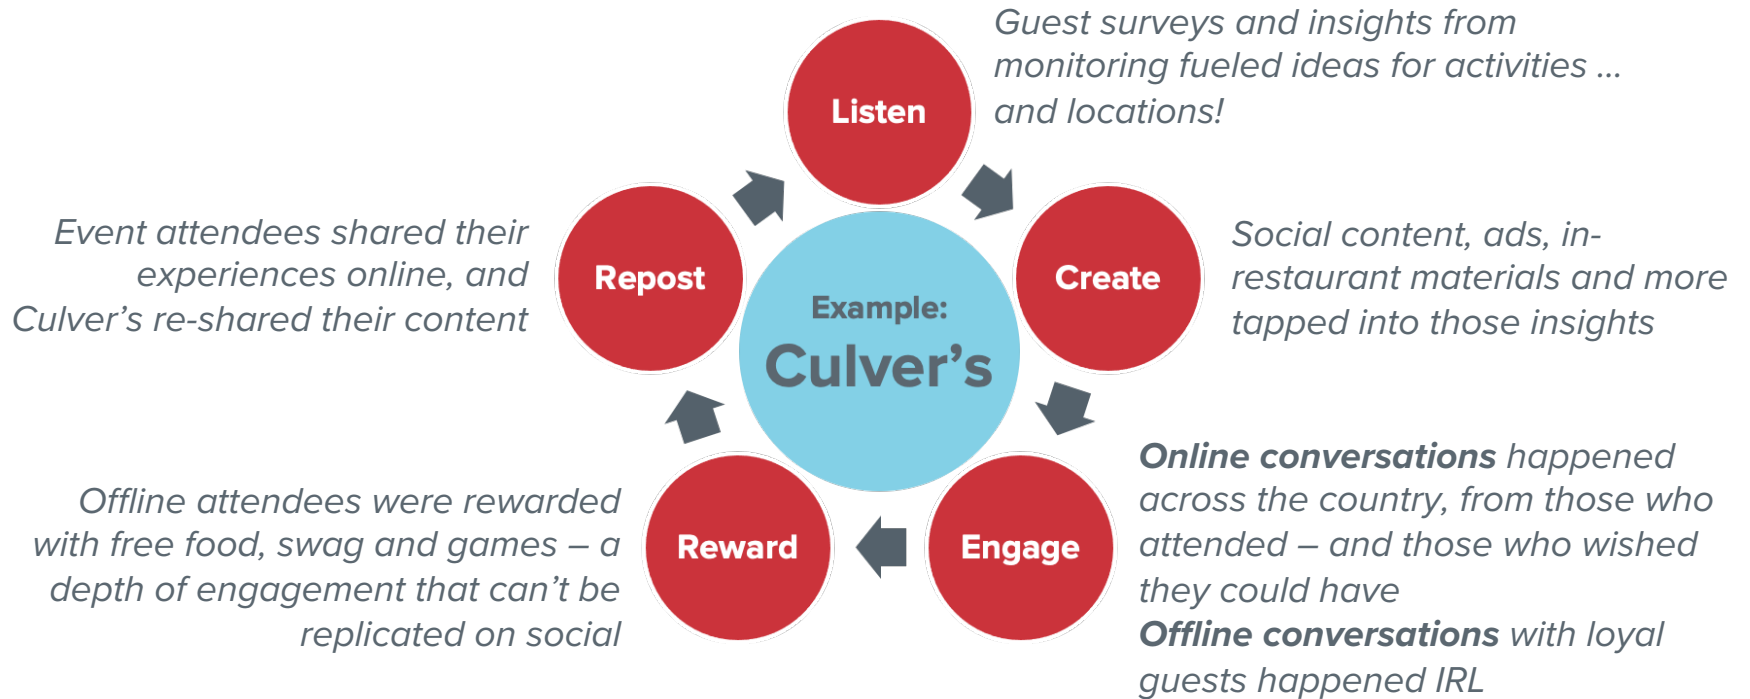 Listen
Guest surveys and insights from
monitoring fueled ideas for activities ...
and locations!
Create
Social content, ads, in-
restaurant materials and more
tapped into those insights
Engage
Online conversations happened
across the country, from those who
attended – and those who wished
they could have
Offline conversations with loyal
guests happened IRL
Reward
Offline attendees were rewarded
with free food, swag and games – a
depth of engagement that can’t be
replicated on social
Repost
Event attendees shared their
experiences online, and
Culver’s re-shared their content
Example:
Culver’s